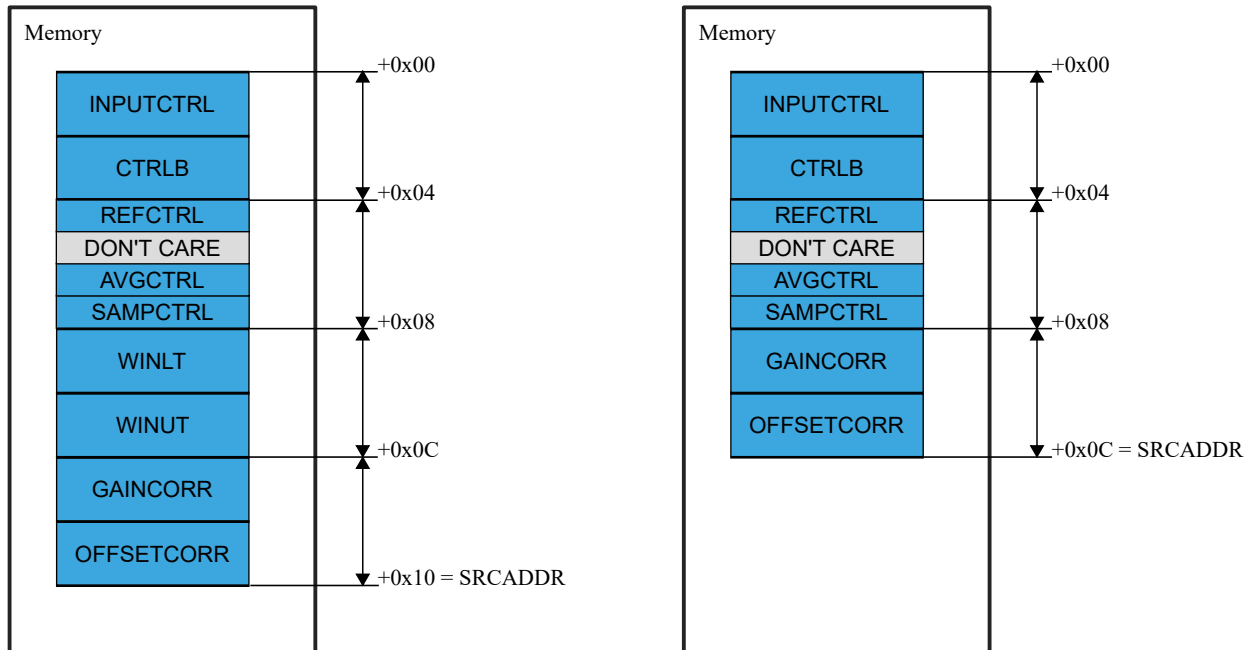 Memory
+0x00
INPUTCTRL
CTRLB
+0x04
REFCTRL
DON'T CARE
AVGCTRL
SAMPCTRL
+0x08
WINLT
WINUT
+0x0C
GAINCORR
OFFSETCORR
+0x10 = SRCADDR
Memory
+0x00
INPUTCTRL
CTRLB
+0x04
REFCTRL
DON'T CARE
AVGCTRL
SAMPCTRL
+0x08
GAINCORR
OFFSETCORR
+0x0C = SRCADDR